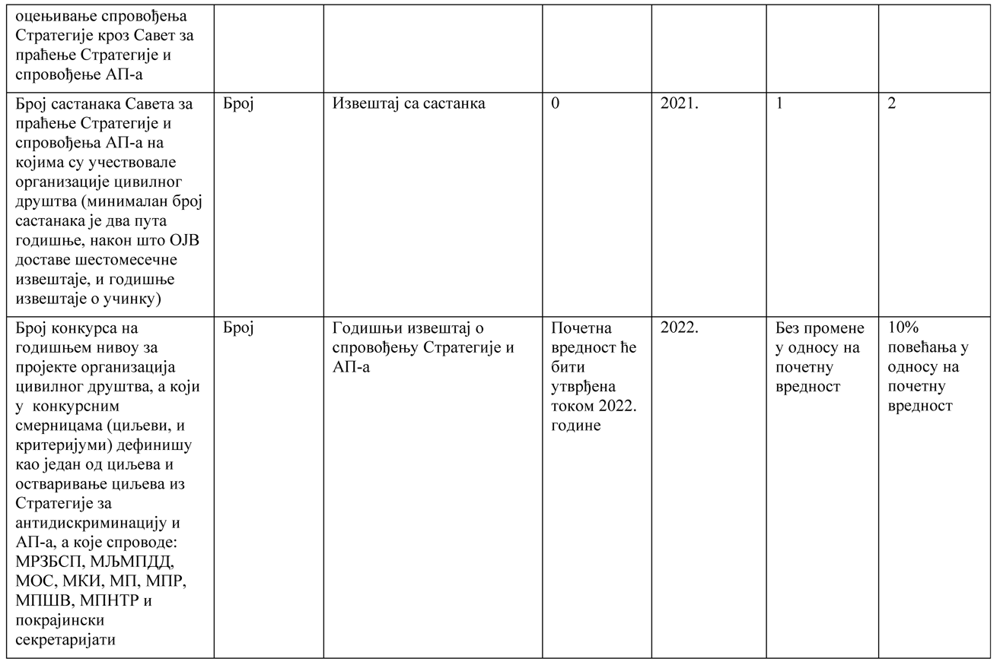 оцењивање спровођења
Стратегије кроз Савет за
праћење Стратегије и
спровођење АП-а
Број састанака Савета за
праћење Стратегије и
спровођења АП-а на
којима су учествовале
организације цивилног
друштва (минималан број
састанака је два пута
годишње, након што ОЈВ
доставе шестомесечне
извештаје, и годишње
извештаје о учинку)
Број
Извештај са састанка
0
2021.
1
2
Број конкурса на
годишњем нивоу за
пројекте организација
цивилног друштва, а који
у конкурсним
смерницама (циљеви, и
критеријуми) дефинишу
као један од циљева и
остваривање циљева из
Стратегије за
антидискриминацију и
АП-а, а које спроводе:
МРЗБСП, МЉМПДД,
МОС, МКИ, МП, МПР,
МПШВ, МПНТР и
покрајински
секретаријати
Број
Годишњи извештај о
спровођењу Стратегије и
АП-а
Почетна
вредност ће
бити
утврђена
током 2022.
године
2022.
Без промене
у односу на
почетну
вредност
10%
повећања у
односу на
почетну
вредност